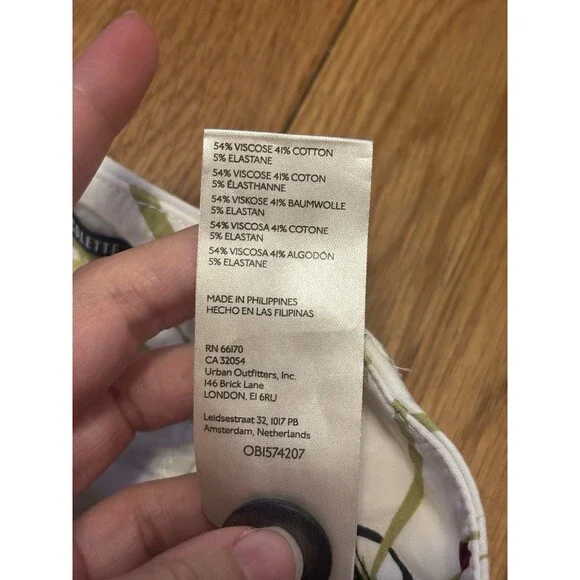 54% VISCOSE 41% COTTON
5% ELASTANE
54% VISCOSE 41% COTON
5% ÉLASTHANNE
54% VISKOSE 41% BAUMWOLLE
5% ELASTAN
54% VISCOSA 41% COTONE
5% ELASTAN
54% VISCOSA 41% ALGODÓN
5% ELASTANE
MADE IN PHILIPPINES
HECHO EN LAS FILIPINAS
RN 66170
CA 32054
Urban Outfitters, Inc.
146 Brick Lane
LONDON, E1 6RU
Leidsestraat 32, 1017 PB
Amsterdam, Netherlands
OB1574207